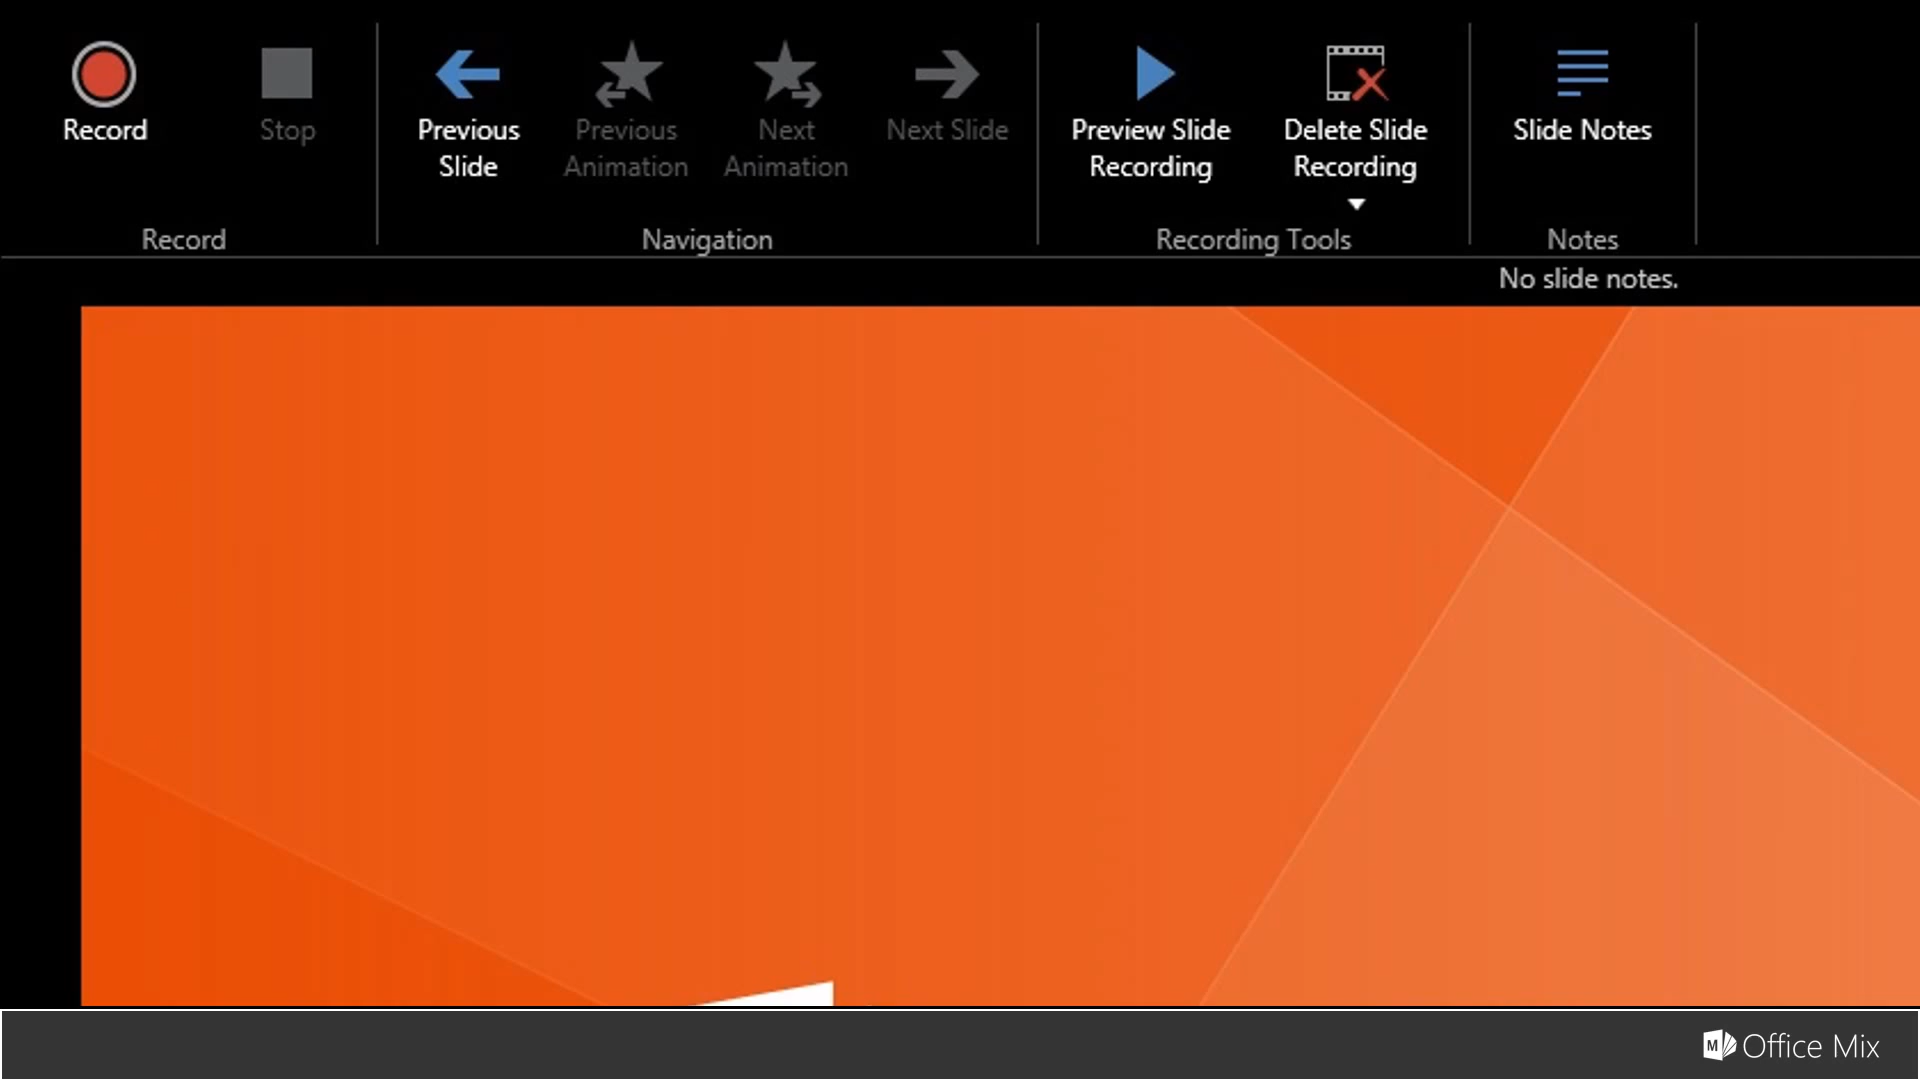 Record
Stop
Previous
Slide
Previous
Animation
Next
Animation
Next Slide
Preview Slide
Recording
Delete Slide
Recording
Slide Notes
Record
Navigation
Recording Tools
Notes
No slide notes.
M
Office Mix